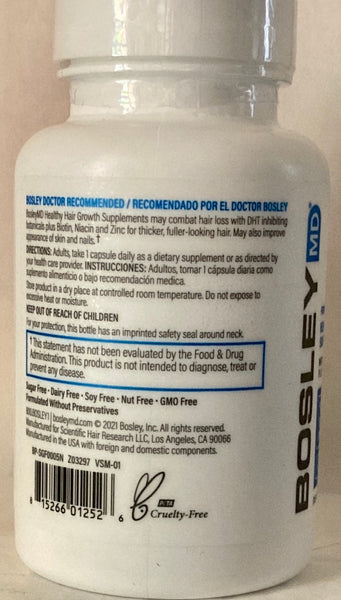 BOSLEY DOCTOR RECOMMENDED / RECOMENDADO POR EL DOCTOR BOSLEY
BosleyMD Healthy Hair Growth Supplements may combat hair loss with DHT inhibiting
botanicals plus Biotin, Niacin and Zinc for thicker, fuller-looking hair. May also improve
appearance of skin and nails.†
DIRECTIONS: Adults, take 1 capsule daily as a dietary supplement or as directed by
your health care provider. INSTRUCCIONES: Adultos, tomar 1 cápsula diaria como
suplemento alimenticio o bajo recomendación medica.
Store product in a dry place at controlled room temperature. Do not expose to
excessive heat or moisture.
KEEP OUT OF REACH OF CHILDREN
For your protection, this bottle has an imprinted safety seal around neck.
†This statement has not been evaluated by the Food & Drug
Administration. This product is not intended to diagnose, treat or
prevent any disease.
Sugar Free • Dairy Free • Soy Free • Nut Free • GMO Free
Formulated Without Preservatives
bosleymd.com © 2021 Bosley, Inc. All rights reserved.
Manufactured for Scientific Hair Research LLC, Los Angeles, CA 90066
Manufactured in the USA with foreign and domestic components.
BP-SGF0005N Z03297 VSM-01
8 15266 01252 6
PETA
Cruelty-Free
BOSLEY MD